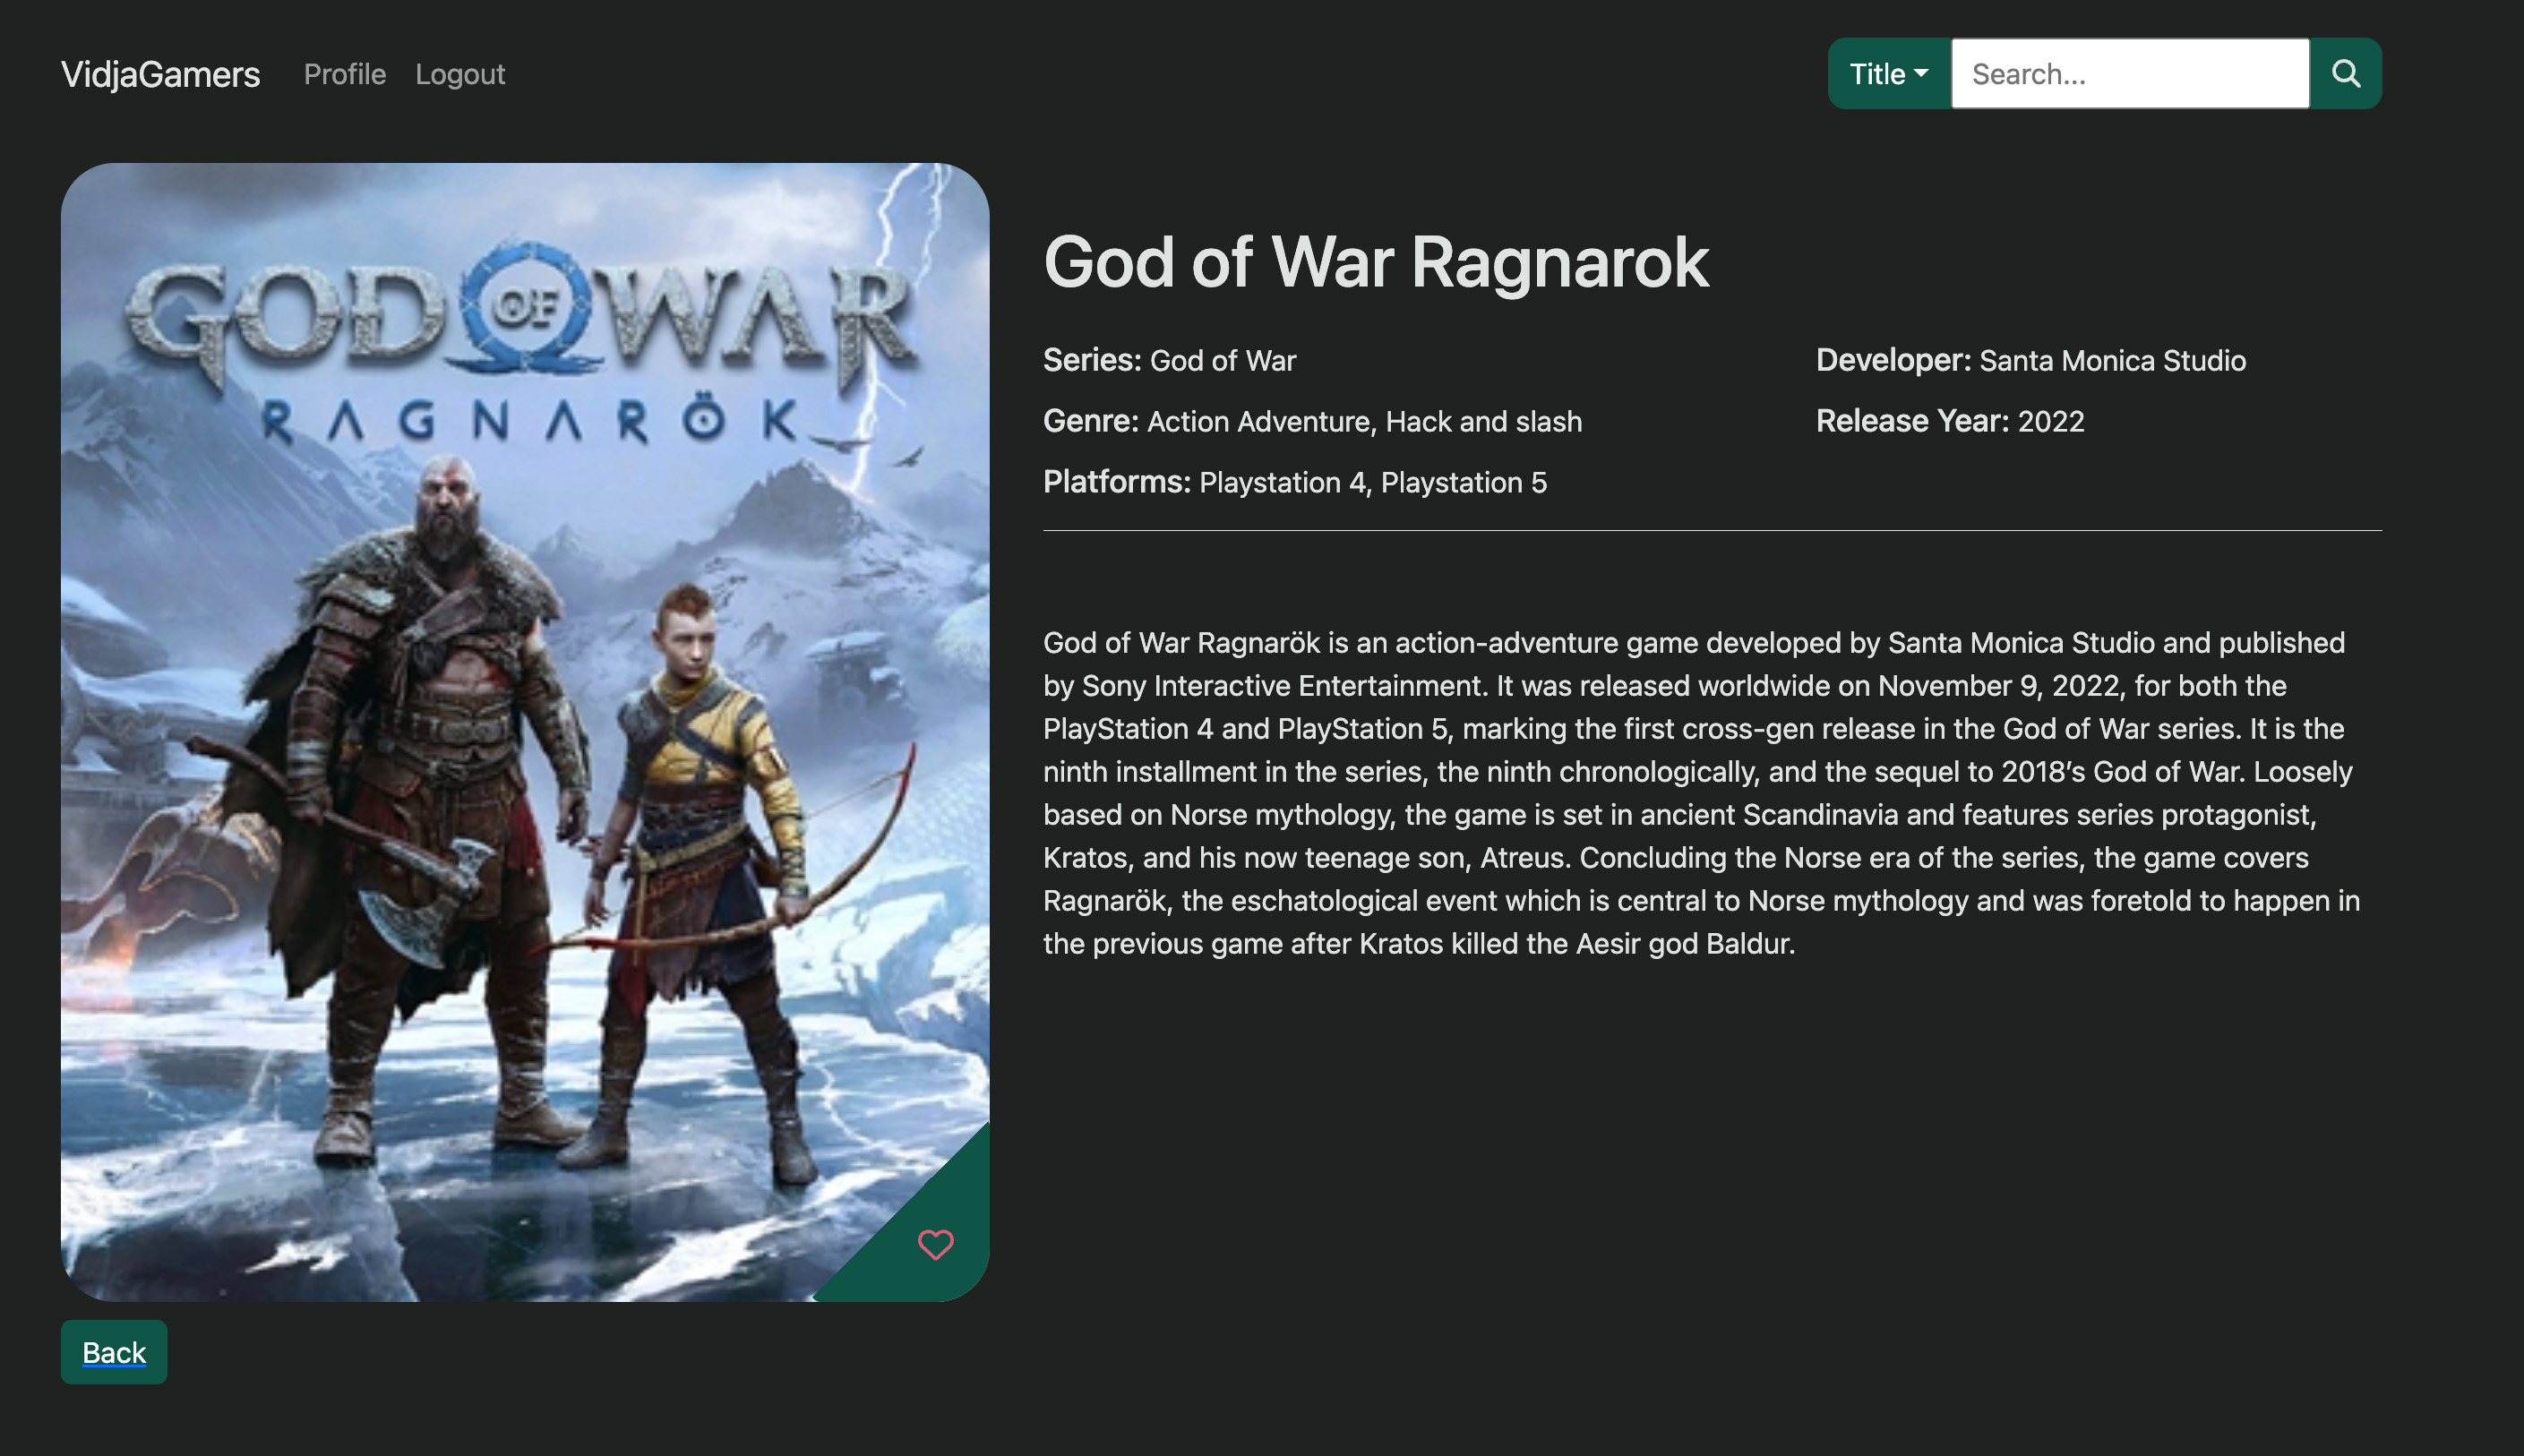 VidjaGamers Profile Logout Title Search...
GOD OF WAR
RAGNARÖK
God of War Ragnarok
Series: God of War Developer: Santa Monica Studio
Genre: Action Adventure, Hack and slash Release Year: 2022
Platforms: Playstation 4, Playstation 5
God of War Ragnarök is an action-adventure game developed by Santa Monica Studio and published
by Sony Interactive Entertainment. It was released worldwide on November 9, 2022, for both the
PlayStation 4 and PlayStation 5, marking the first cross-gen release in the God of War series. It is the
ninth installment in the series, the ninth chronologically, and the sequel to 2018’s God of War. Loosely
based on Norse mythology, the game is set in ancient Scandinavia and features series protagonist,
Kratos, and his now teenage son, Atreus. Concluding the Norse era of the series, the game covers
Ragnarök, the eschatological event which is central to Norse mythology and was foretold to happen in
the previous game after Kratos killed the Aesir god Baldur.
Back